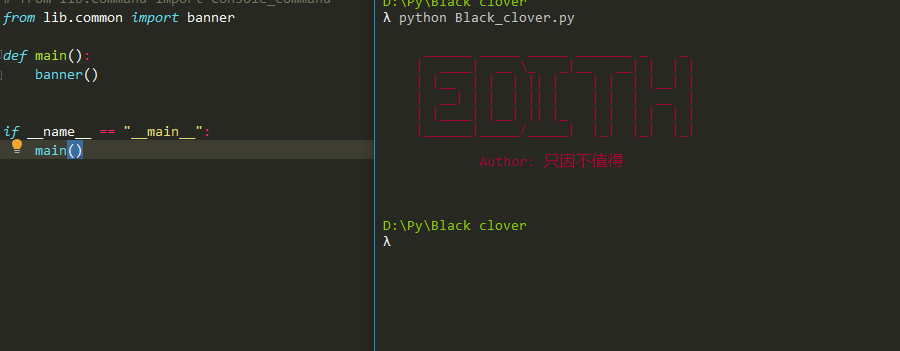 # from lib.command import console_command
from lib.common import banner
def main():
banner()
if __name__ == "__main__":
main()
D:\Py\Black clover
λ python Black_clover.py
Author: 只因不值得
D:\Py\Black clover
λ